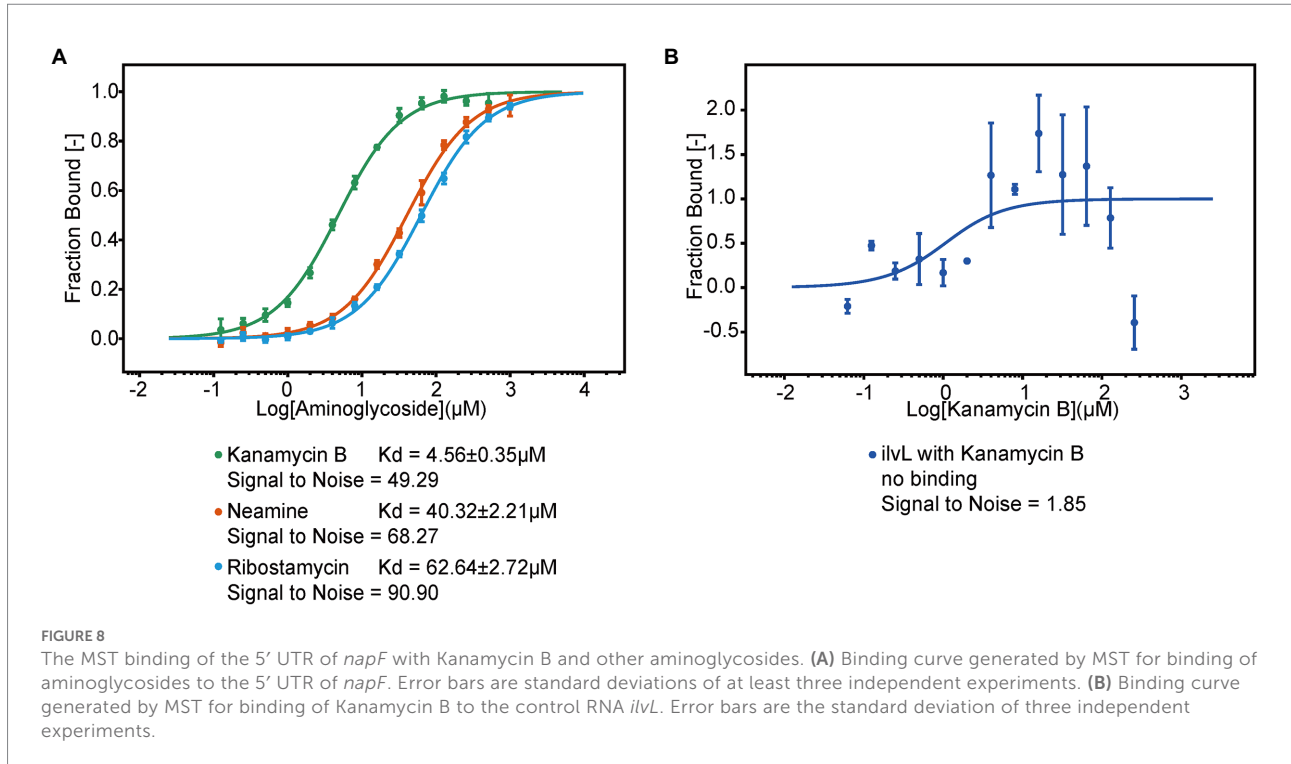 A
Fraction Bound [-]
1.0
0.8
0.6
0.4
0.2
0.0
-2 -1 0 1 2 3 4
Log[Aminoglycoside](µM)
Kanamycin B Kd = 4.56±0.35µM
Signal to Noise = 49.29
Neamine Kd = 40.32±2.21µM
Signal to Noise = 68.27
Ribostamycin Kd = 62.64±2.72µM
Signal to Noise = 90.90
B
Fraction Bound [-]
2.0
1.5
1.0
0.5
0.0
-0.5
-2 -1 0 1 2 3
Log[Kanamycin B](µM)
ilvL with Kanamycin B
no binding
Signal to Noise = 1.85
FIGURE 8
The MST binding of the 5′ UTR of napF with Kanamycin B and other aminoglycosides. (A) Binding curve generated by MST for binding of
aminoglycosides to the 5′ UTR of napF. Error bars are standard deviations of at least three independent experiments. (B) Binding curve
generated by MST for binding of Kanamycin B to the control RNA ilvL. Error bars are the standard deviation of three independent
experiments.